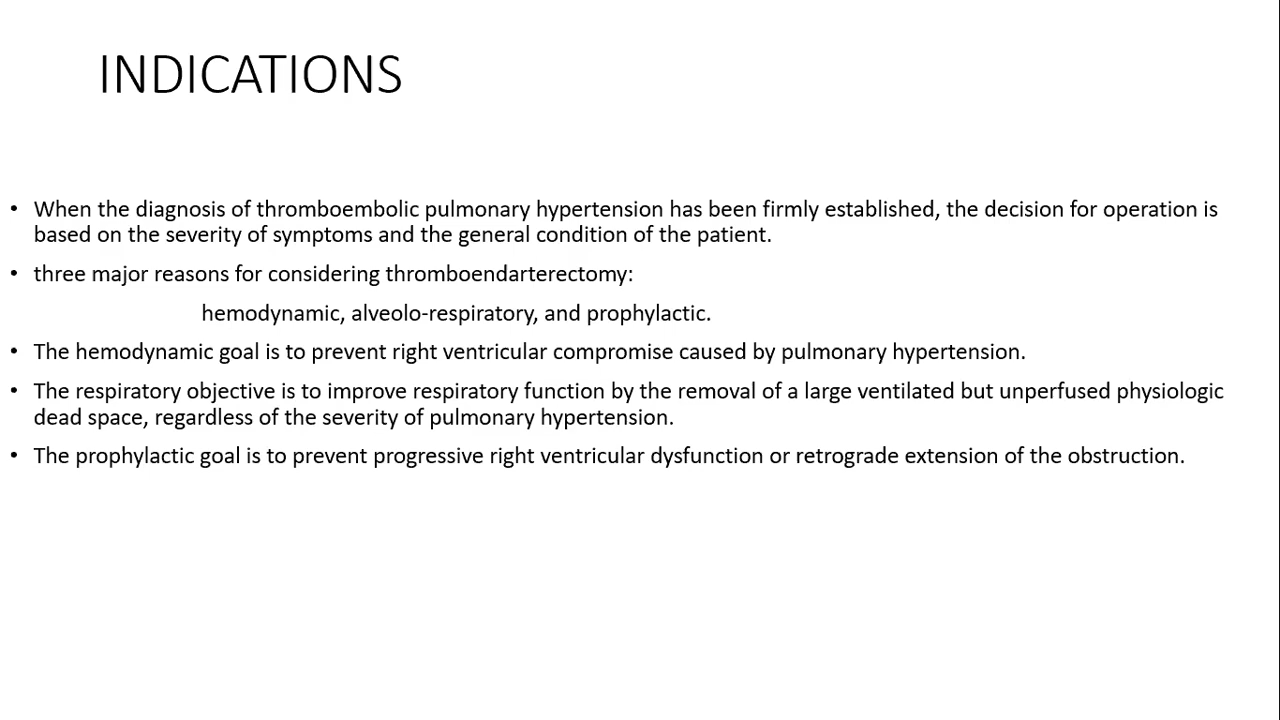 INDICATIONS
• When the diagnosis of thromboembolic pulmonary hypertension has been firmly established, the decision for operation is
based on the severity of symptoms and the general condition of the patient.
• three major reasons for considering thromboendarterectomy:
hemodynamic, alveolo-respiratory, and prophylactic.
• The hemodynamic goal is to prevent right ventricular compromise caused by pulmonary hypertension.
• The respiratory objective is to improve respiratory function by the removal of a large ventilated but unperfused physiologic
dead space, regardless of the severity of pulmonary hypertension.
• The prophylactic goal is to prevent progressive right ventricular dysfunction or retrograde extension of the obstruction.